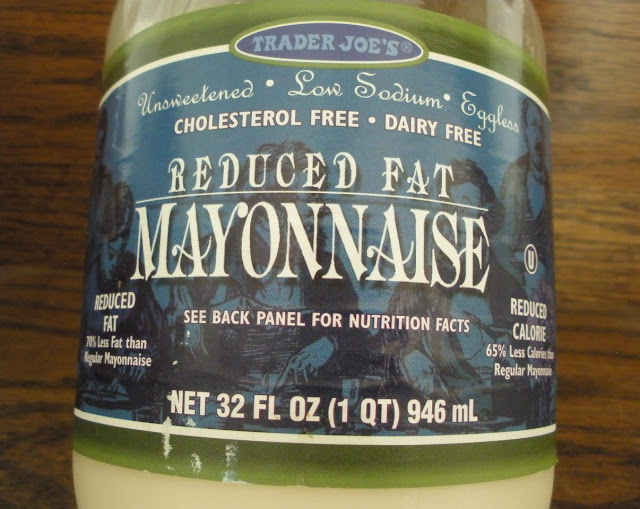 TRADER JOE'S®
Unsweetened • Low Sodium • Eggless
CHOLESTEROL FREE • DAIRY FREE
REDUCED FAT
MAYONNAISE
U
REDUCED
FAT
70% Less Fat than
Regular Mayonnaise
SEE BACK PANEL FOR NUTRITION FACTS
REDUCED
CALORIE
65% Less Calories than
Regular Mayonnaise
NET 32 FL OZ (1 QT) 946 mL